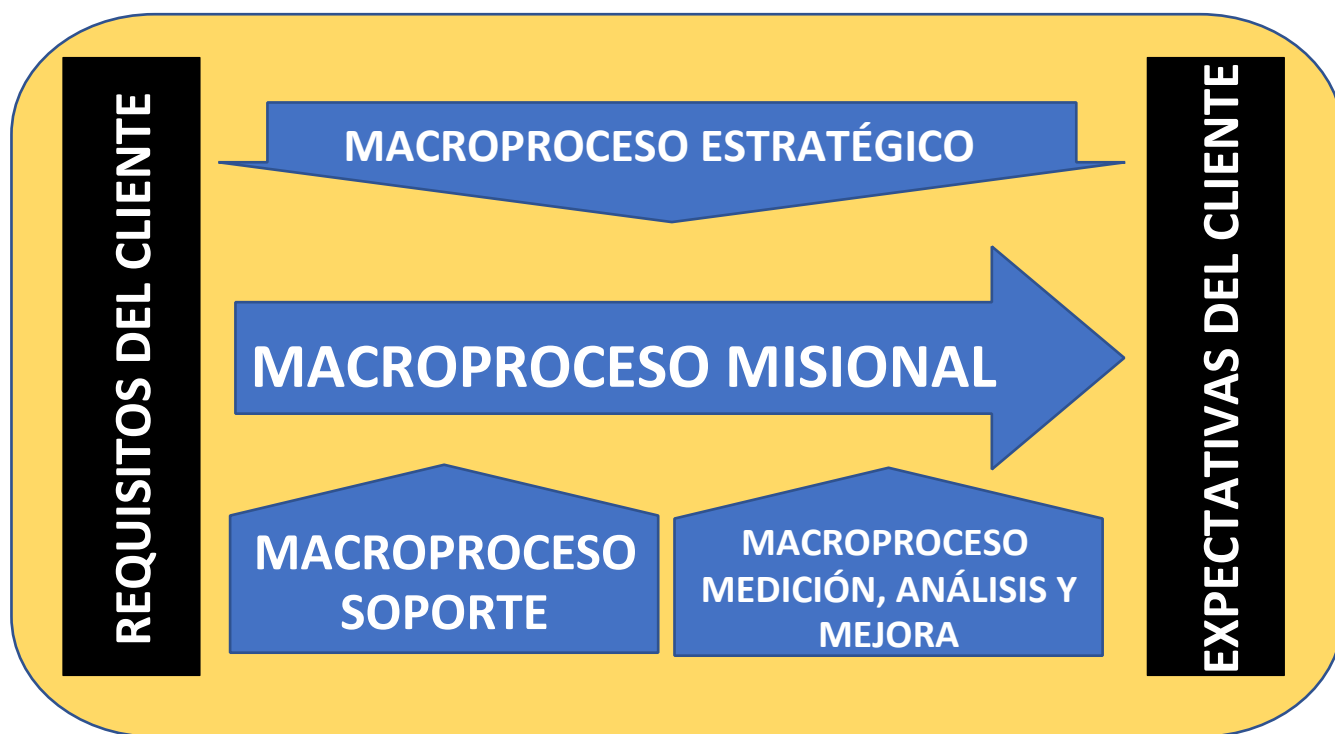 REQUISITOS DEL CLIENTE
MACROPROCESO ESTRATÉGICO
MACROPROCESO MISIONAL
MACROPROCESO
SOPORTE
MACROPROCESO
MEDICIÓN, ANÁLISIS Y
MEJORA
EXPECTATIVAS DEL CLIENTE